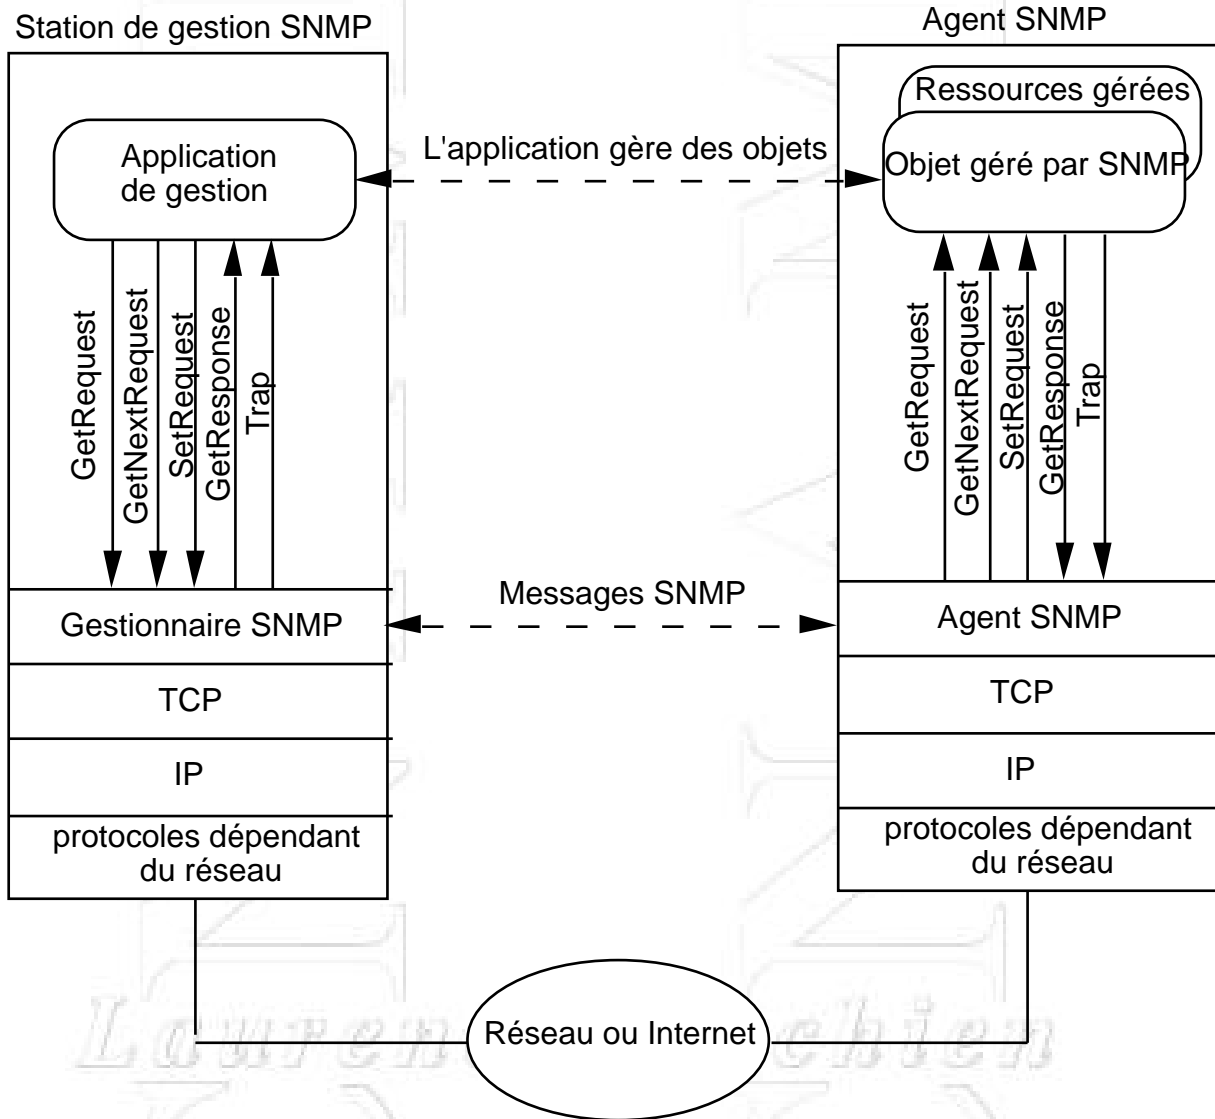 Station de gestion SNMP
Agent SNMP
Ressources gérées
Application
de gestion
L'application gère des objets
Objet géré par SNMP
GetRequest
GetNextRequest
SetRequest
GetResponse
Trap
GetRequest
GetNextRequest
SetRequest
GetResponse
Trap
Messages SNMP
Gestionnaire SNMP
Agent SNMP
TCP
TCP
IP
IP
protocoles dépendant
du réseau
protocoles dépendant
du réseau
Réseau ou Internet